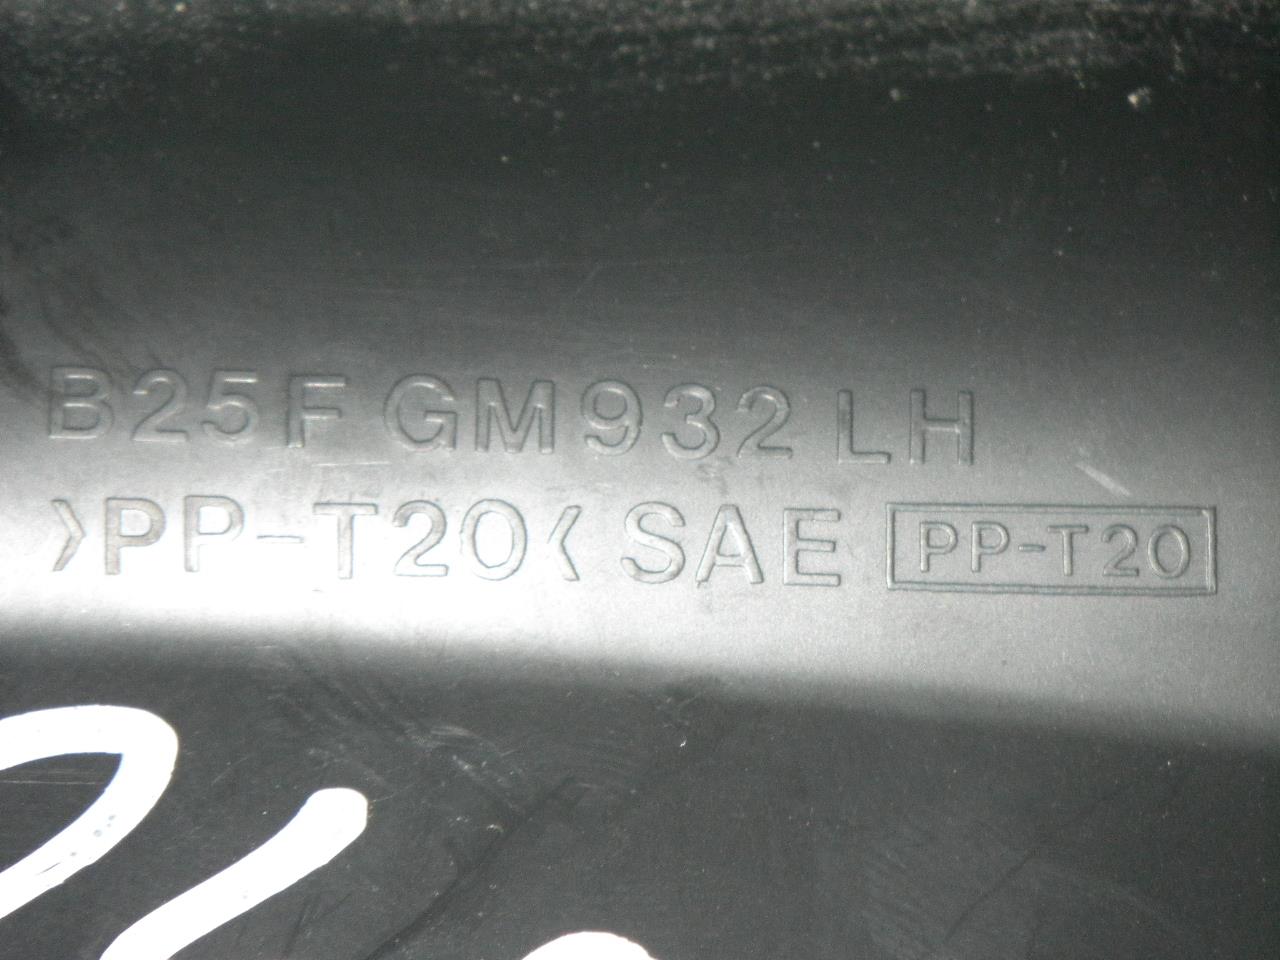 B25F GM932 LH
>PP-T20< SAE PP-T20